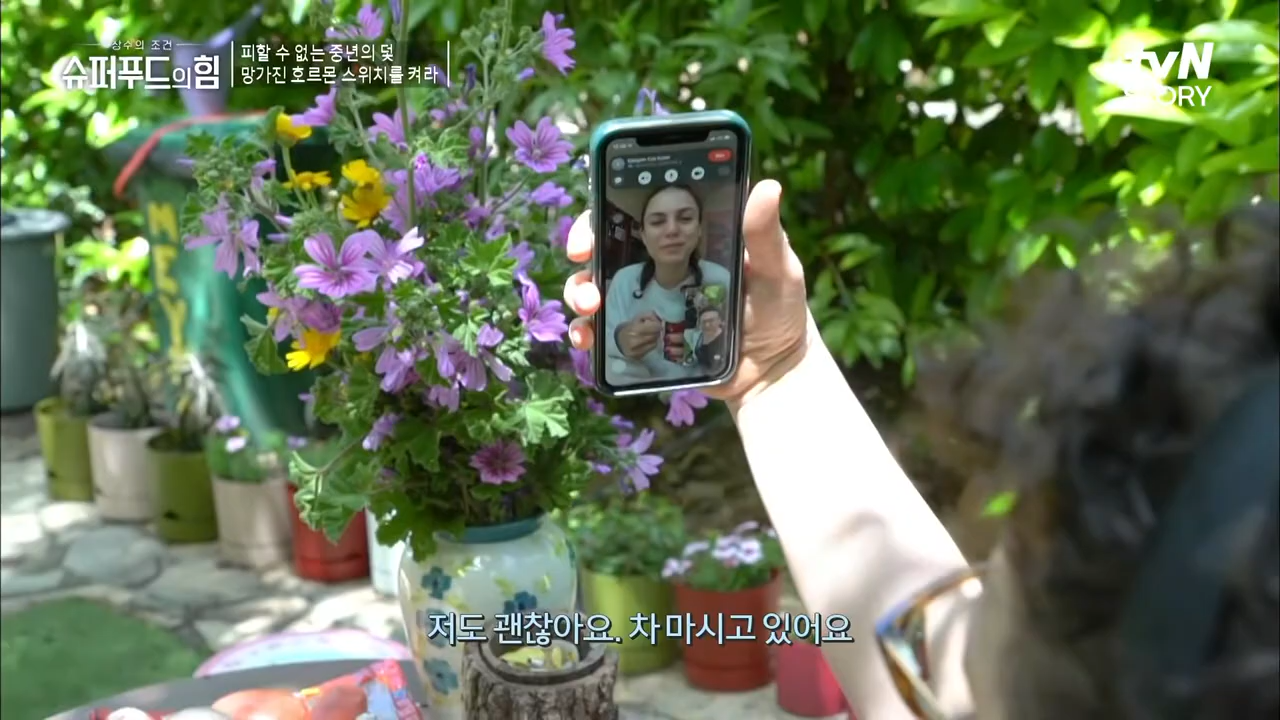 장수의 조건
슈퍼푸드의 힘
피할 수 없는 중년의 덫
망가진 호르몬 스위치를 켜라
tvN
STORY
MEY
저도 괜찮아요. 차 마시고 있어요